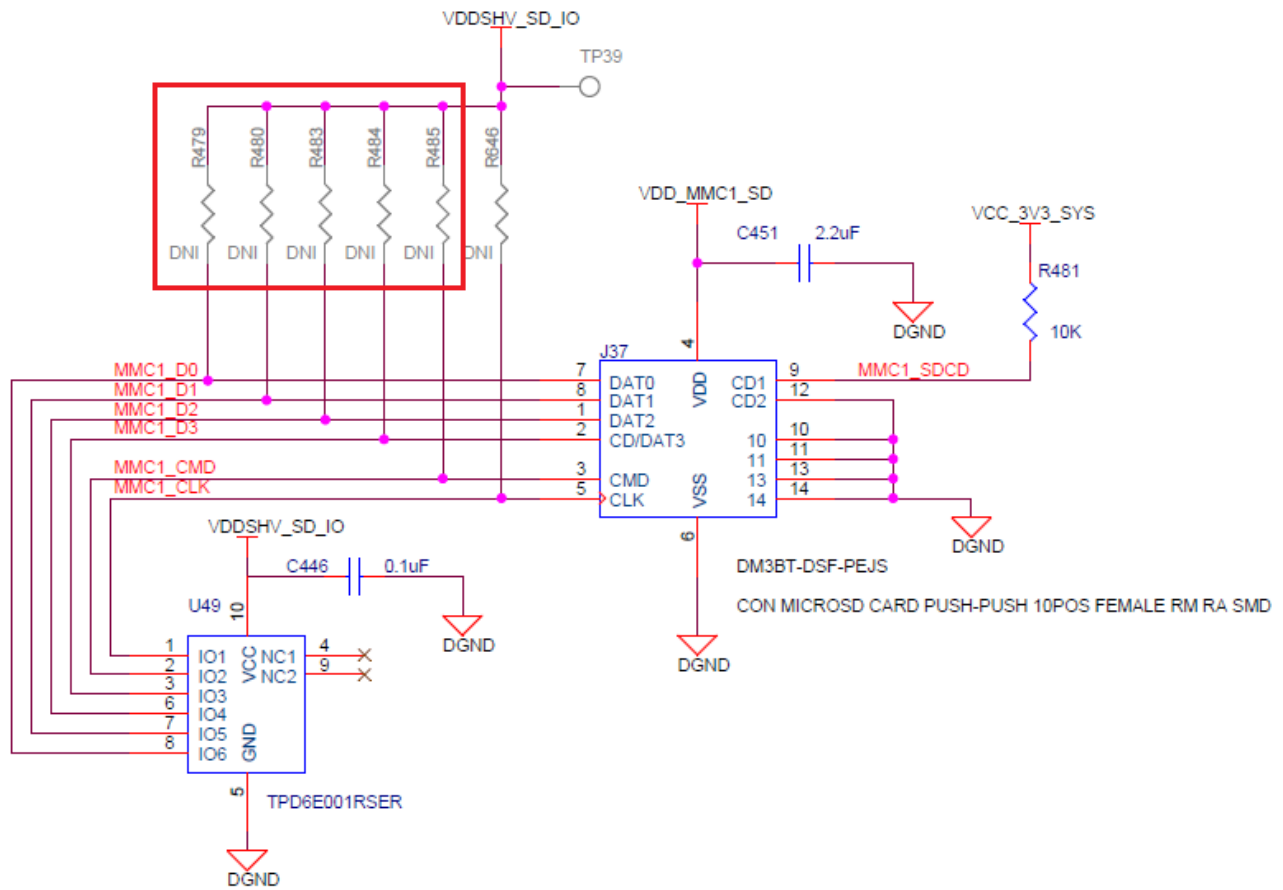 VDDSHV_SD_IO
TP39
R479
R480
R483
R484
R485
R646
DNI
DNI
DNI
DNI
DNI
DNI
VDD_MMC1_SD
C451
2.2uF
DGND
VCC_3V3_SYS
R481
10K
J37
4
VDD
MMC1_D0
7
DAT0
MMC1_D1
8
DAT1
MMC1_D2
1
DAT2
MMC1_D3
2
CD/DAT3
MMC1_CMD
3
CMD
MMC1_CLK
5
CLK
VSS
6
CD1
9
MMC1_SDCD
CD2
12
10
10
11
11
13
13
14
14
DGND
DGND
DM3BT-DSF-PEJS
CON MICROSD CARD PUSH-PUSH 10POS FEMALE RM RA SMD
VDDSHV_SD_IO
C446
0.1uF
DGND
U49
10
VCC
1
IO1
2
IO2
3
IO3
6
IO4
7
IO5
8
IO6
NC1
4
NC2
9
GND
5
TPD6E001RSER
DGND